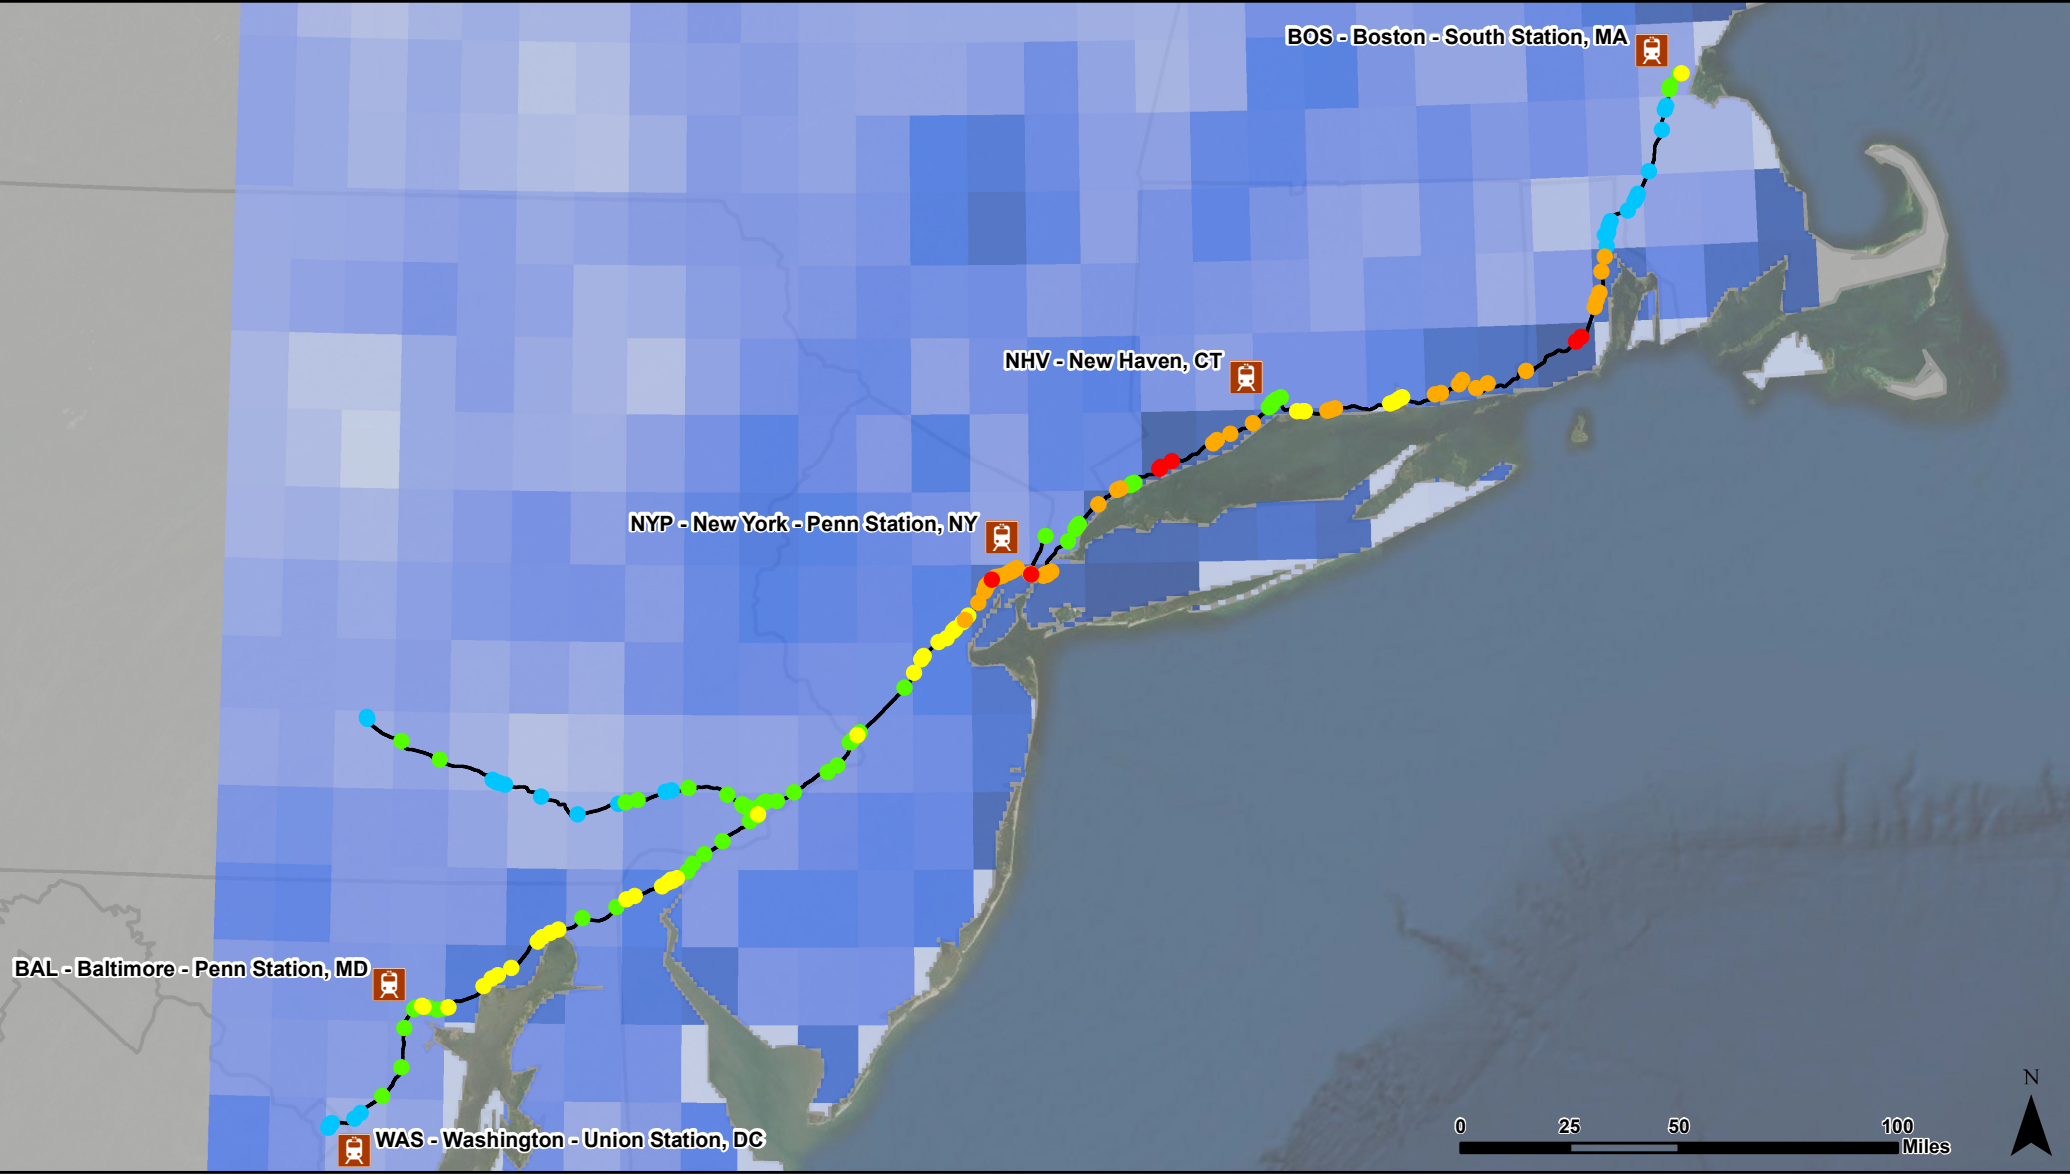 BOS - Boston - South Station, MA
NHV - New Haven, CT
NYP - New York - Penn Station, NY
BAL - Baltimore - Penn Station, MD
WAS - Washington - Union Station, DC
N
0 25 50 100
Miles